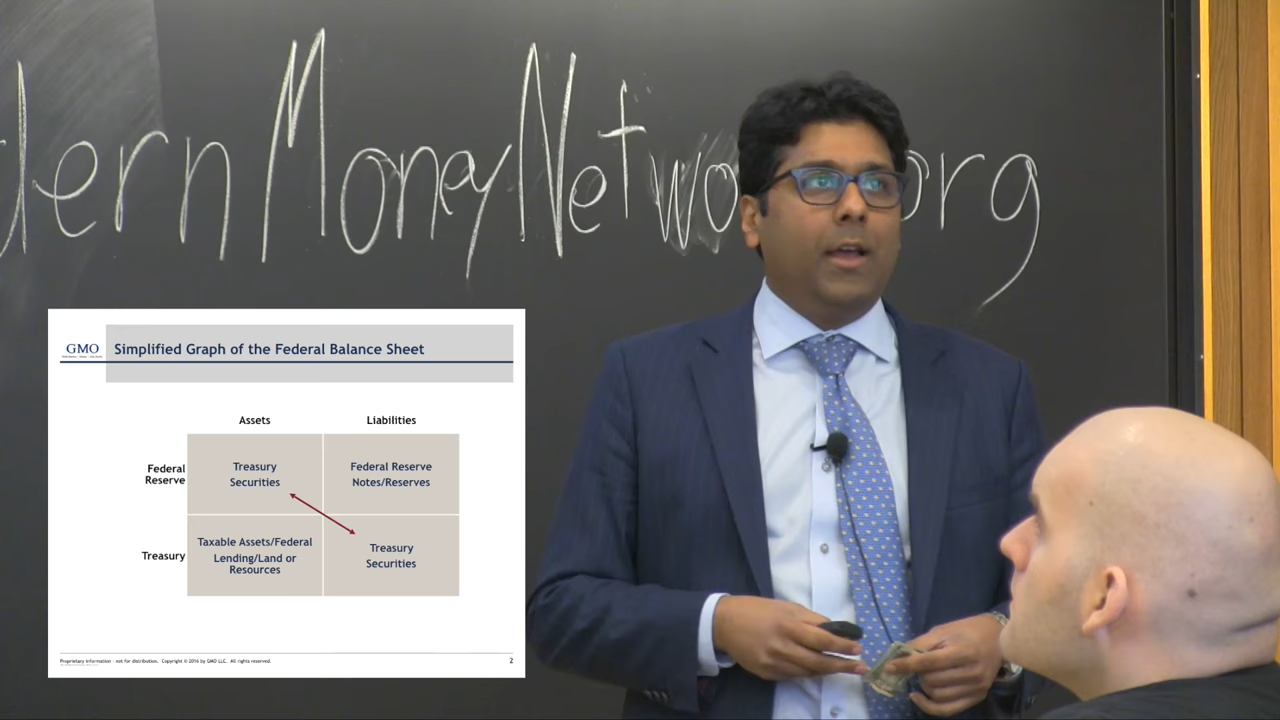 dernMoneyNetwo org
GMO
Simplified Graph of the Federal Balance Sheet
Assets Liabilities
Federal Reserve
Treasury Securities
Federal Reserve Notes/Reserves
Treasury
Taxable Assets/Federal Lending/Land or Resources
Treasury Securities
Proprietary information - not for distribution. Copyright © 2016 by GMO LLC. All rights reserved.
2